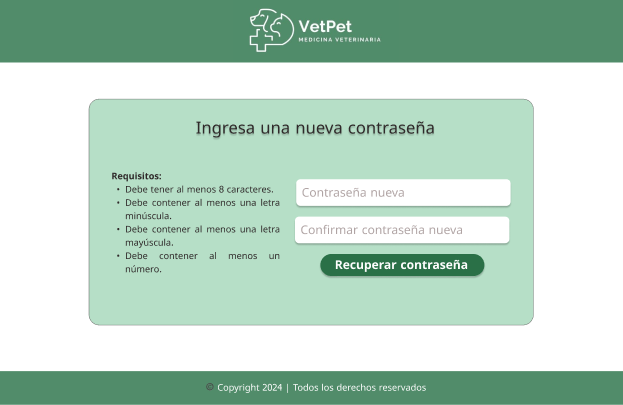 VetPet
MEDICINA VETERINARIA
Ingresa una nueva contraseña
Requisitos:
• Debe tener al menos 8 caracteres.
• Debe contener al menos una letra
minúscula.
• Debe contener al menos una letra
mayúscula.
• Debe contener al menos un
número.
Contraseña nueva
Confirmar contraseña nueva
Recuperar contraseña
© Copyright 2024 | Todos los derechos reservados